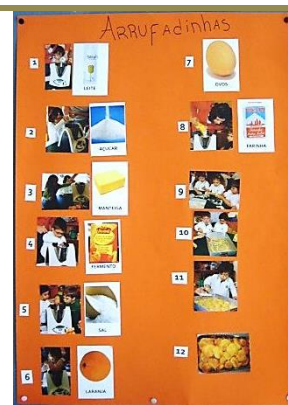 ARRUFADINHAS
1
LEITE
2
AÇUCAR
3
MANTEIGA
4
FERMENTO
5
SAL
6
LARANJA
7
OVOS
8
FARINHA
9
10
11
12